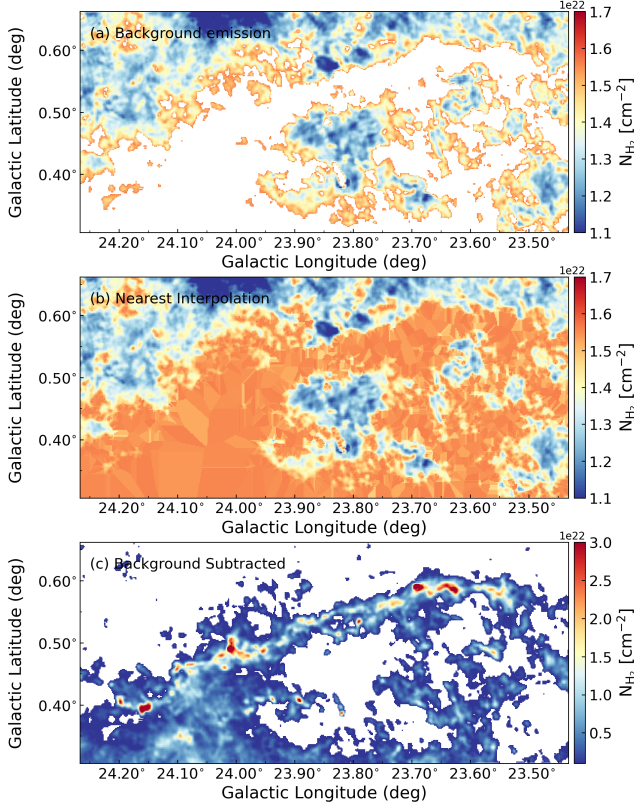 1e22
(a) Background emission
Galactic Latitude (deg)
0.60°
0.50°
0.40°
24.20 24.10° 24.00° 23.90° 23.80° 23.70° 23.60° 23.50°
Galactic Longitude (deg)
1.7
1.6
1.5
1.4
1.3
1.2
1.1
N_H₂ [cm⁻²]
1e22
(b) Nearest Interpolation
Galactic Latitude (deg)
0.60°
0.50°
0.40°
24.20 24.10° 24.00° 23.90° 23.80° 23.70° 23.60° 23.50°
Galactic Longitude (deg)
1.7
1.6
1.5
1.4
1.3
1.2
1.1
N_H₂ [cm⁻²]
1e22
(c) Background Subtracted
Galactic Latitude (deg)
0.60°
0.50°
0.40°
24.20 24.10° 24.00° 23.90° 23.80° 23.70° 23.60° 23.50°
Galactic Longitude (deg)
3.0
2.5
2.0
1.5
1.0
0.5
N_H₂ [cm⁻²]